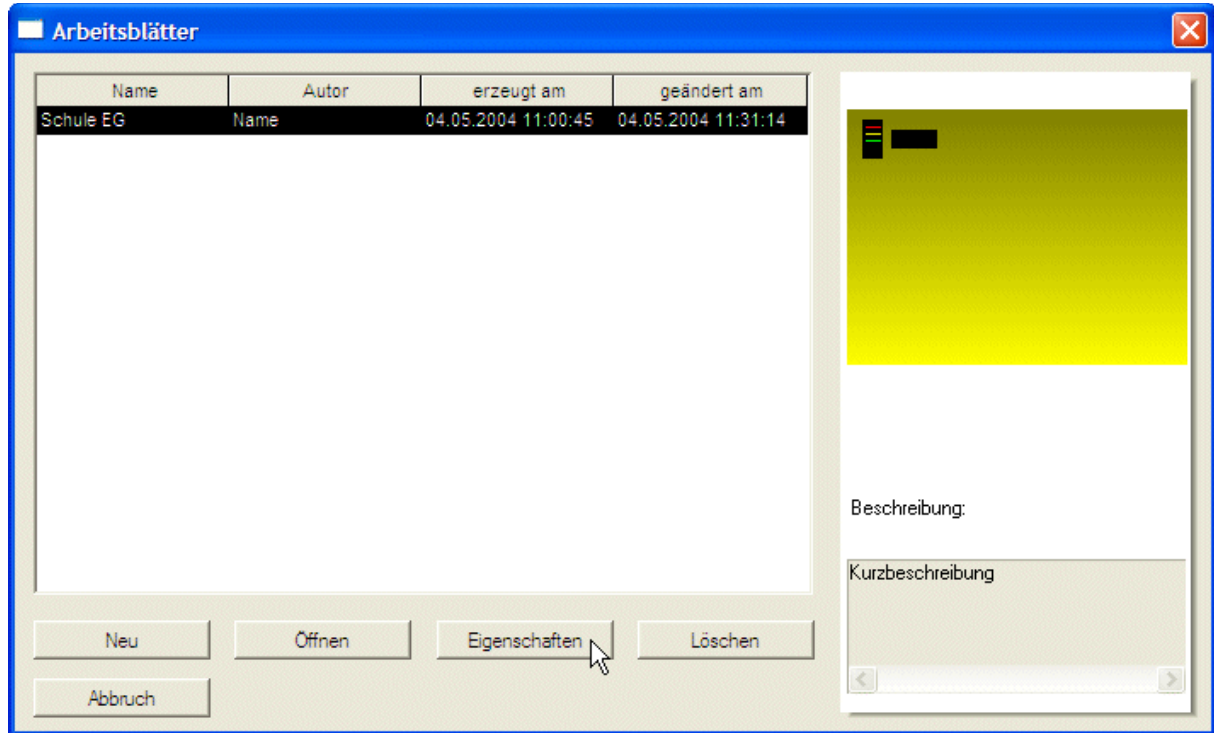 Arbeitsblätter
Name Autor erzeugt am geändert am
Schule EG Name 04.05.2004 11:00:45 04.05.2004 11:31:14
Beschreibung:
Kurzbeschreibung
Neu Öffnen Eigenschaften Löschen
Abbruch